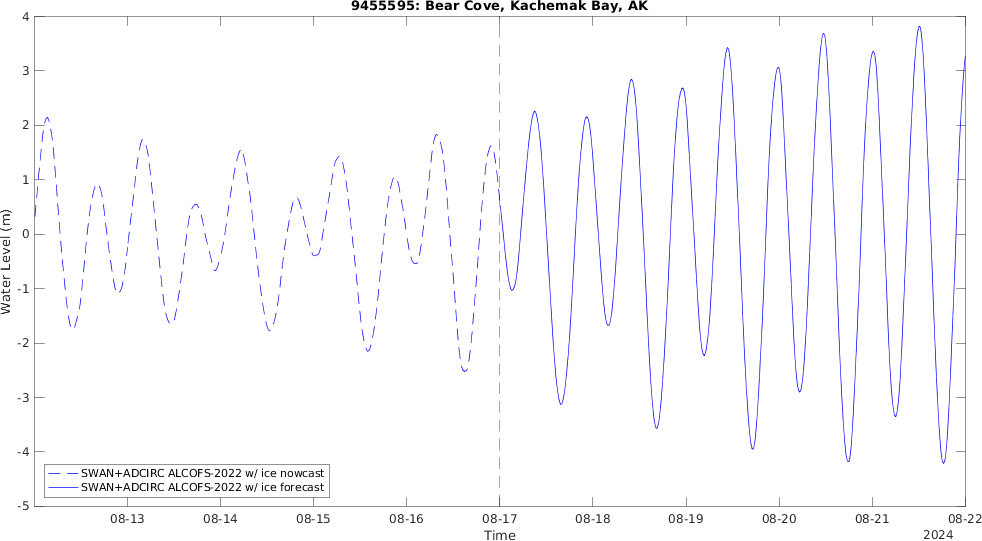 9455595: Bear Cove, Kachemak Bay, AK
4
3
2
1
0
-1
-2
-3
-4
-5
Water Level (m)
SWAN+ADCIRC ALCOFS-2022 w/ ice nowcast
SWAN+ADCIRC ALCOFS-2022 w/ ice forecast
08-13 08-14 08-15 08-16 08-17 08-18 08-19 08-20 08-21 08-22
Time
2024